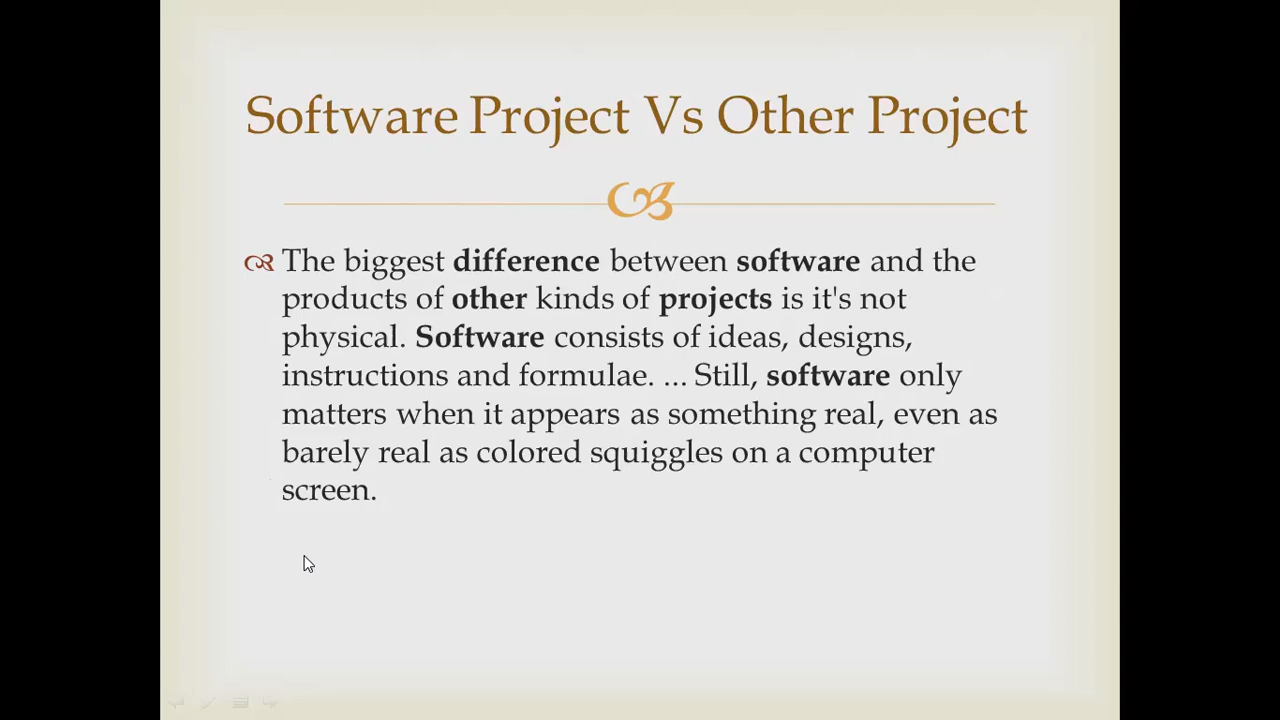 Software Project Vs Other Project
The biggest difference between software and the
products of other kinds of projects is it's not
physical. Software consists of ideas, designs,
instructions and formulae. ... Still, software only
matters when it appears as something real, even as
barely real as colored squiggles on a computer
screen.